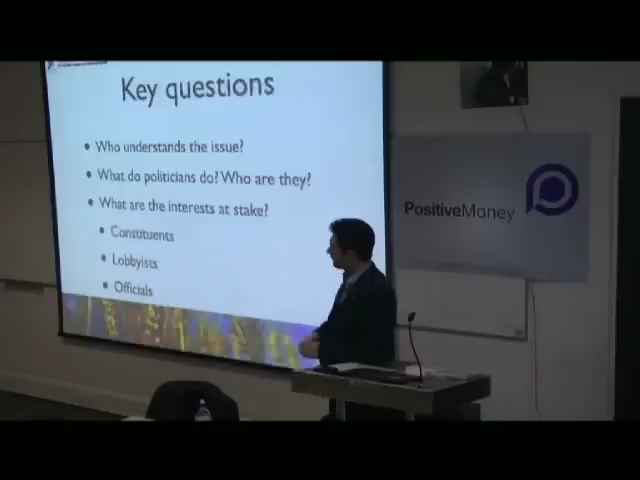 Key questions
• Who understands the issue?
• What do politicians do? Who are they?
• What are the interests at stake?
• Constituents
• Lobbyists
• Officials
PositiveMoney